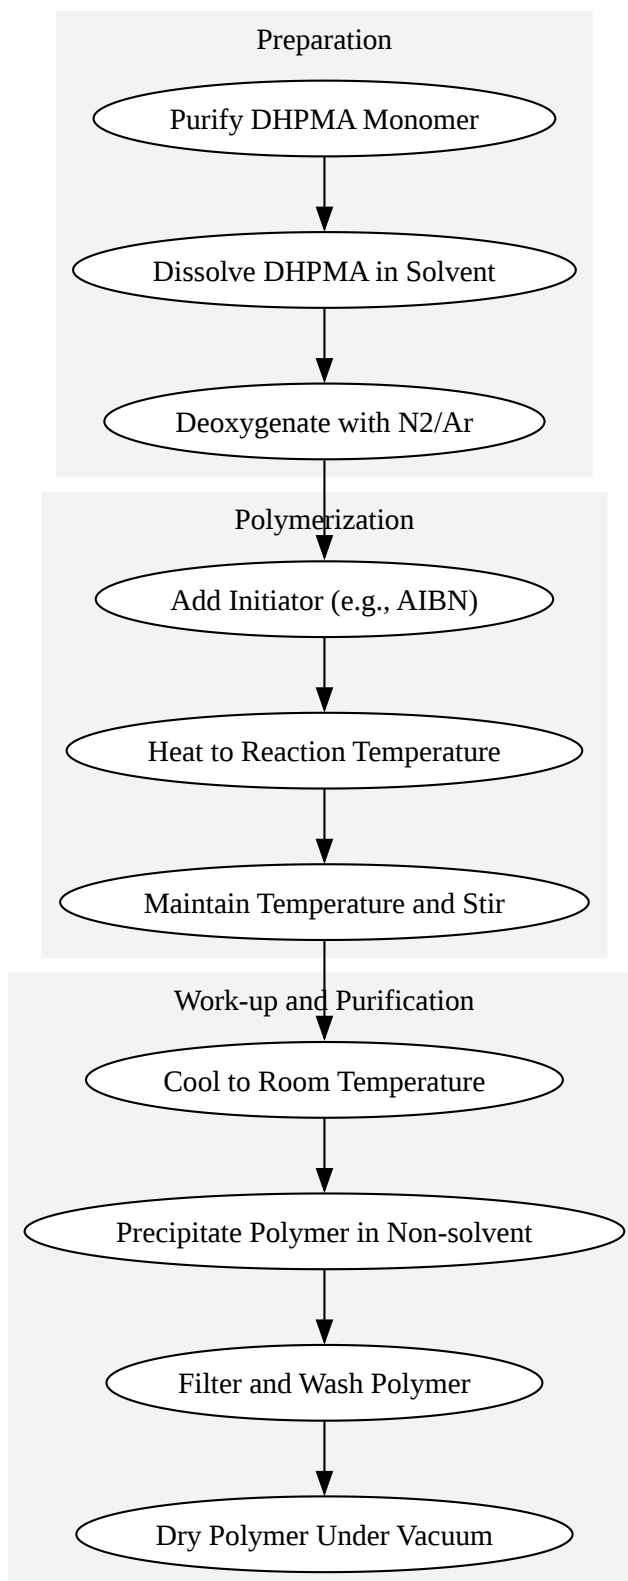 Preparation
Purify DHPMA Monomer
Dissolve DHPMA in Solvent
Deoxygenate with N2/Ar
Polymerization
Add Initiator (e.g., AIBN)
Heat to Reaction Temperature
Maintain Temperature and Stir
Work-up and Purification
Cool to Room Temperature
Precipitate Polymer in Non-solvent
Filter and Wash Polymer
Dry Polymer Under Vacuum